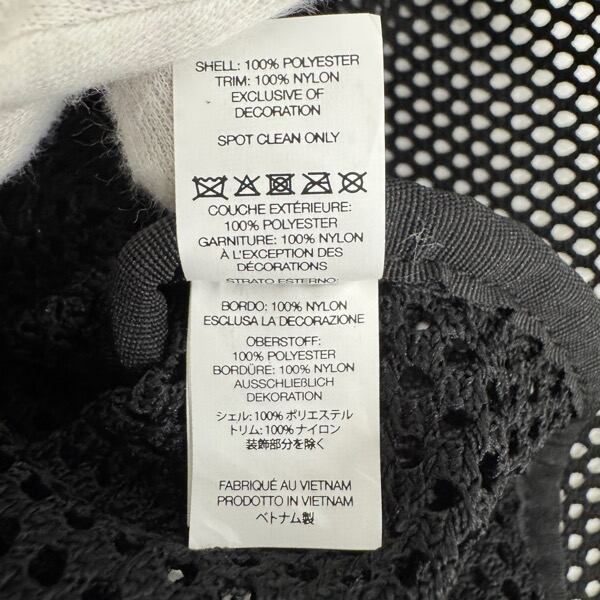 SHELL: 100% POLYESTER
TRIM: 100% NYLON
EXCLUSIVE OF
DECORATION
SPOT CLEAN ONLY
COUCHE EXTÉRIEURE:
100% POLYESTER
GARNITURE: 100% NYLON
À L'EXCEPTION DES
DÉCORATIONS
STRATO ESTERNO:
BORDO: 100% NYLON
ESCLUSA LA DECORAZIONE
OBERSTOFF:
100% POLYESTER
BORDÜRE: 100% NYLON
AUSSCHLIEßLICH
DEKORATION
シェル: 100% ポリエステル
トリム: 100% ナイロン
装飾部分を除く
FABRIQUÉ AU VIETNAM
PRODOTTO IN VIETNAM
ベトナム製